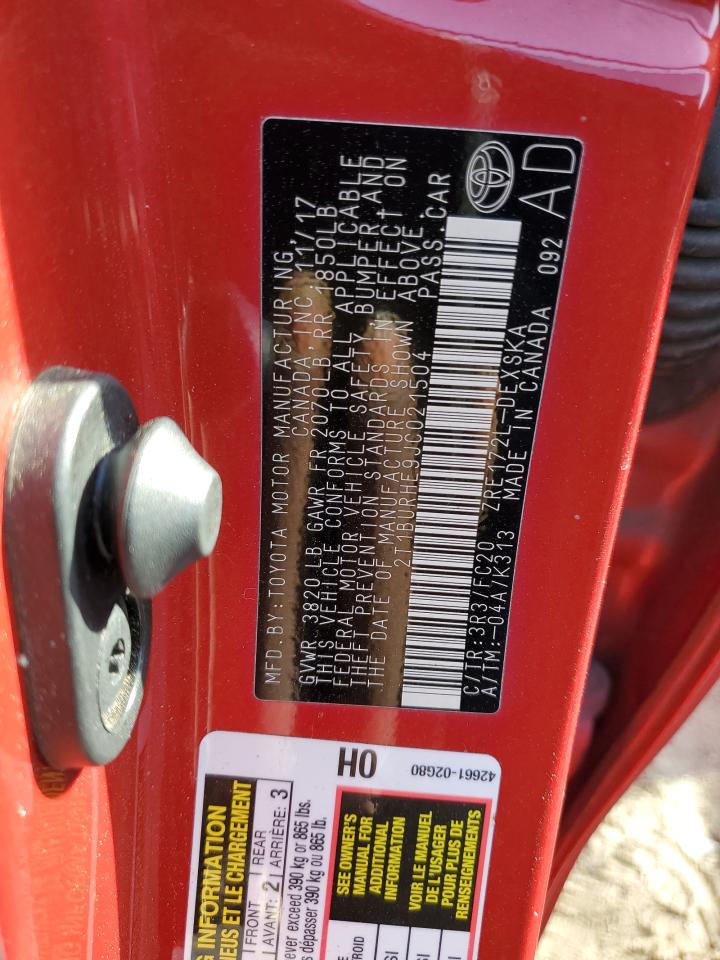 MFD. BY: TOYOTA MOTOR MANUFACTURING,
CANADA, INC. 11/17
GVWR 3820 LB GAWR FR 2070LB, RR 1850LB
THIS VEHICLE CONFORMS TO ALL APPLICABLE
FEDERAL MOTOR VEHICLE SAFETY BUMPER, AND
THEFT PREVENTION STANDARDS IN EFFECT ON
THE DATE OF MANUFACTURE SHOWN ABOVE.
2T1BURHE9JC021504 PASS.CAR
C/TR: 3R3/FC20 ZRE172L-DEXSKA
A/TM: -04A/K313 MADE IN CANADA 092
AD
INFORMATION
ET LE CHARGEMENT
FRONT REAR
AVANT: 2 ARRIÈRE: 3
exceed 390 kg or 865 lbs.
dépasser 390 kg ou 865 lb.
H0
42661-02G80
SEE OWNER'S
MANUAL FOR
ADDITIONAL
INFORMATION
VOIR LE MANUEL
DE L'USAGER
POUR PLUS DE
RENSEIGNEMENTS